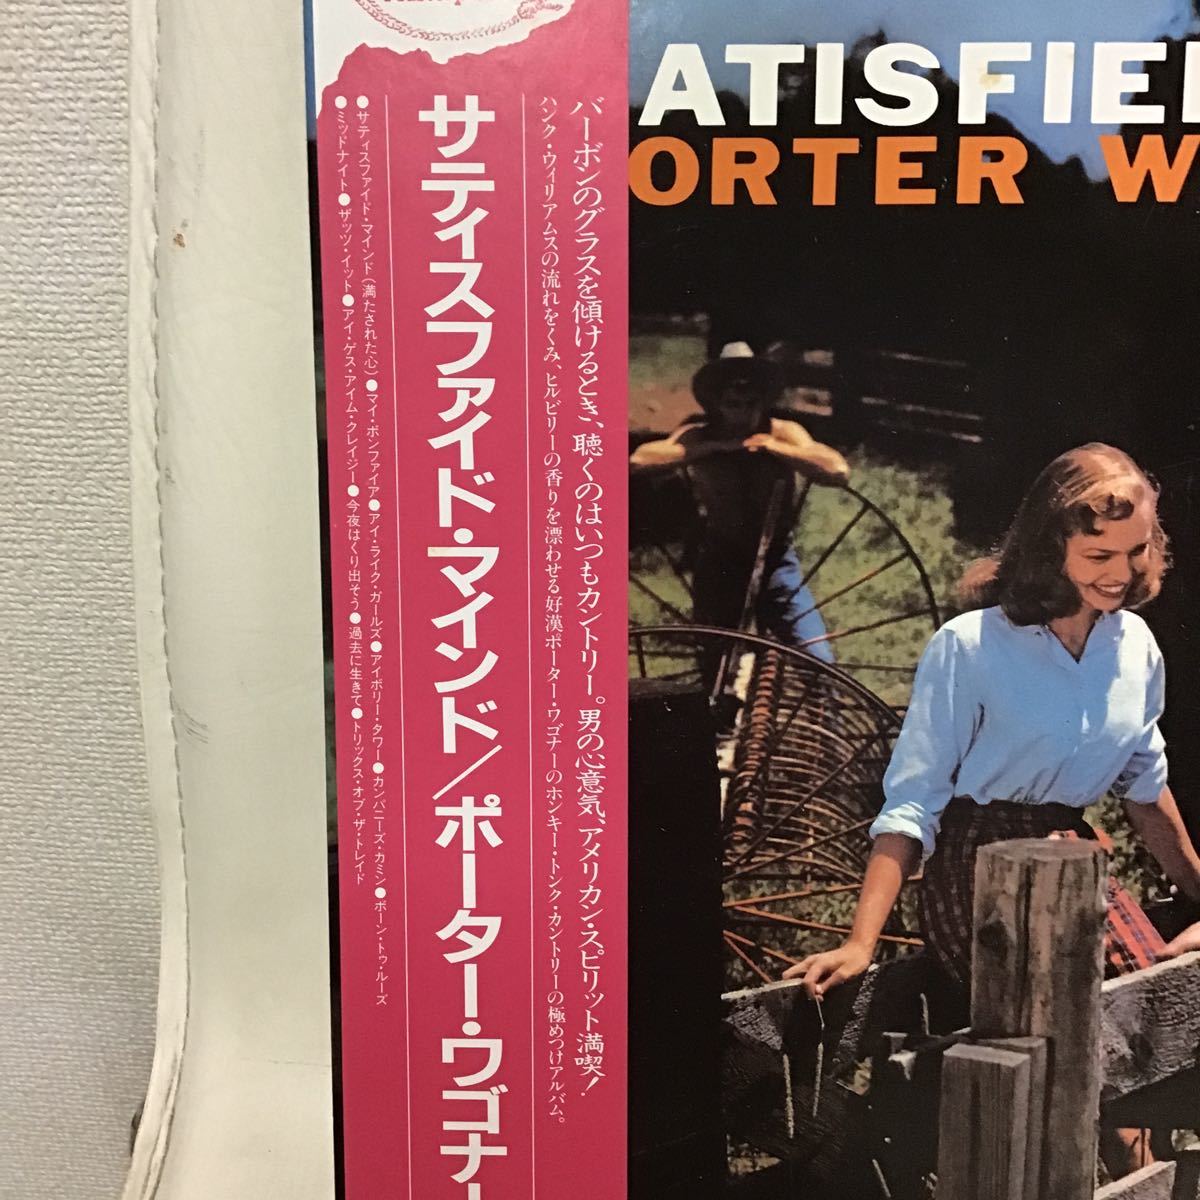 バーボンのグラスを傾けるとき、聴くのはいつもカントリー。男の心意気、アメリカン・スピリット満喫！
ハンク・ウィリアムスの流れをくみ、ヒルビリーの香りを漂わせる好漢ポーター・ワゴナーのホンキー・トンク・カントリーの極めつけアルバム。
サティスファイド・マインド/ポーター・ワゴナー
●サティスファイド・マインド(満たされた心)●マイ・ボンファイア●アイ・ライク・ガールズ●アイボリー・タワー●カンパニーズ・カミン●ボーン・トゥ・ルーズ
●ミッドナイト●ザッツ・イット●アイ・ゲス・アイム・クレイジー●今夜はくり出そう●過去に生きて●トリックス・オブ・ザ・トレイド
ATISFIE
ORTER W